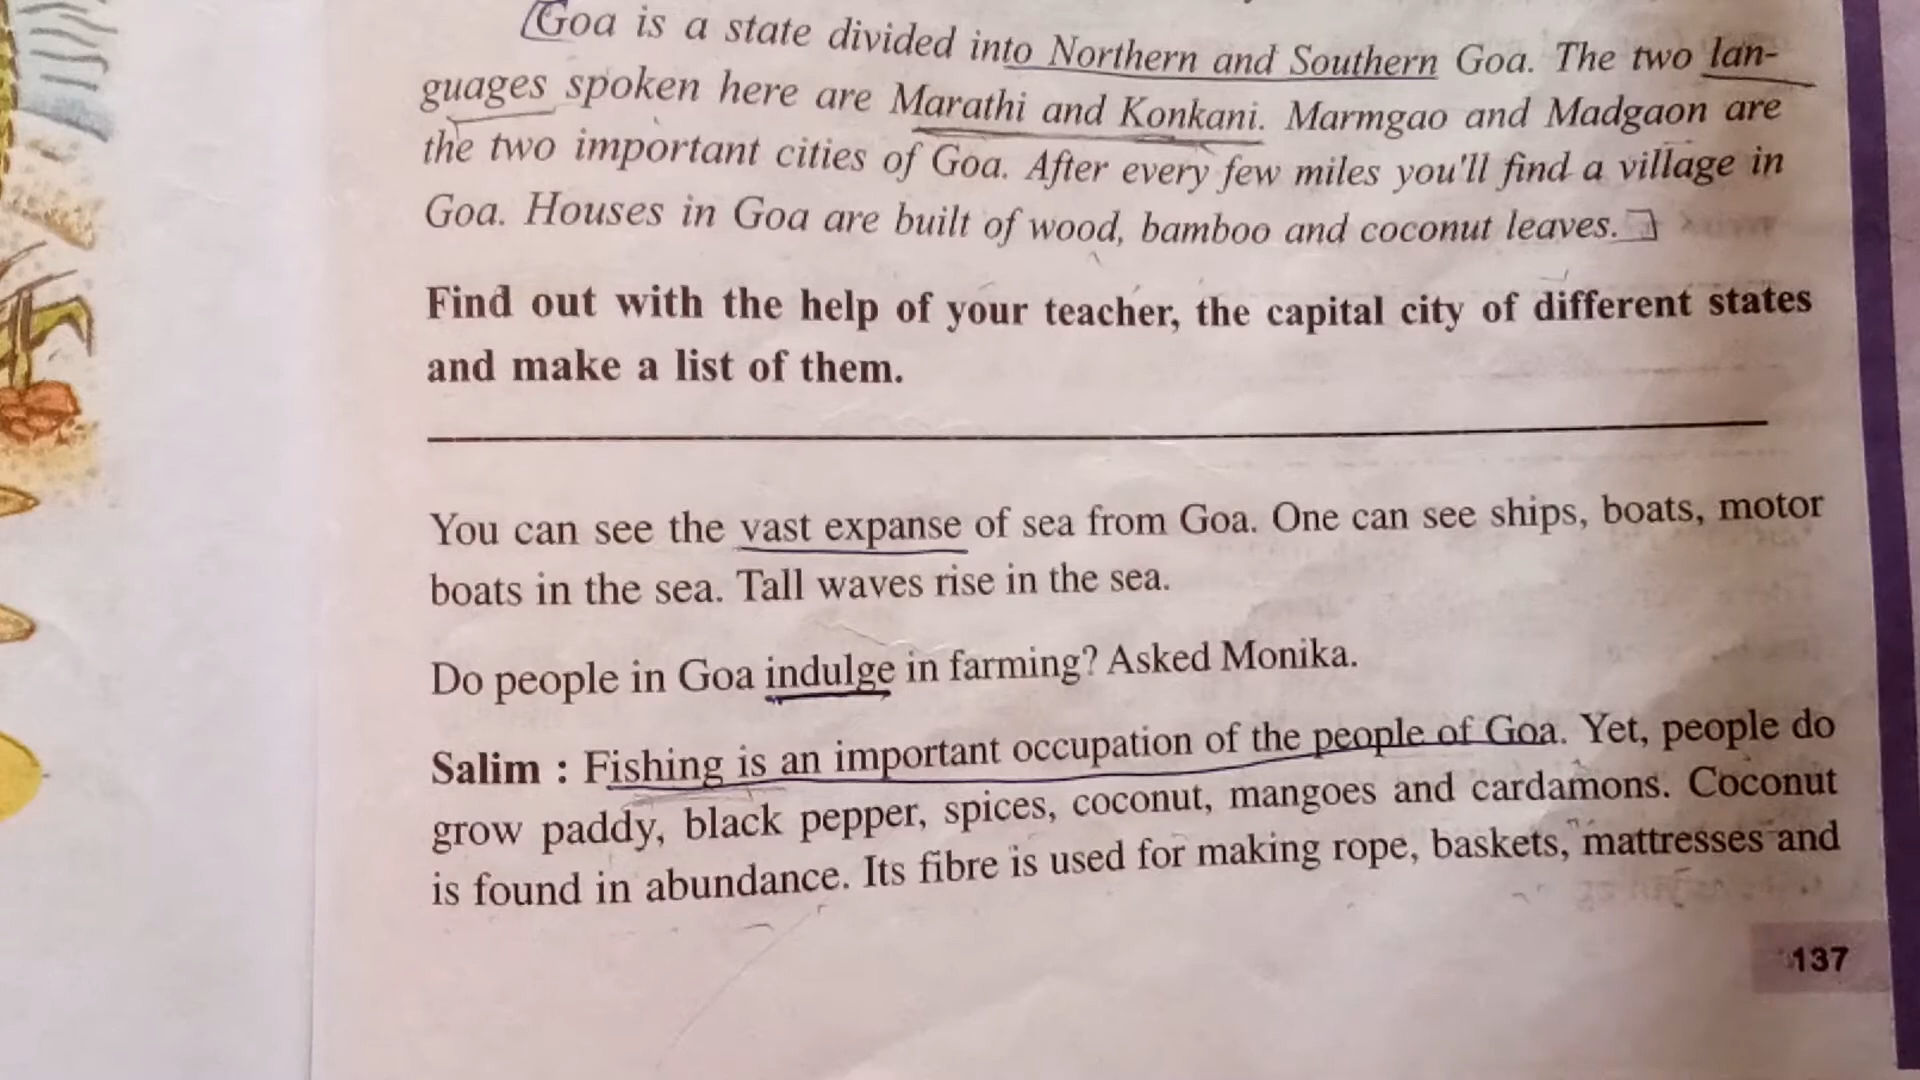 Goa is a state divided into Northern and Southern Goa. The two lan-
guages spoken here are Marathi and Konkani. Marmgao and Madgaon are
the two important cities of Goa. After every few miles you'll find a village in
Goa. Houses in Goa are built of wood, bamboo and coconut leaves.
Find out with the help of your teacher, the capital city of different states
and make a list of them.
You can see the vast expanse of sea from Goa. One can see ships, boats, motor
boats in the sea. Tall waves rise in the sea.
Do people in Goa indulge in farming? Asked Monika.
Salim : Fishing is an important occupation of the people of Goa. Yet, people do
grow paddy, black pepper, spices, coconut, mangoes and cardamons. Coconut
is found in abundance. Its fibre is used for making rope, baskets, mattresses and
137